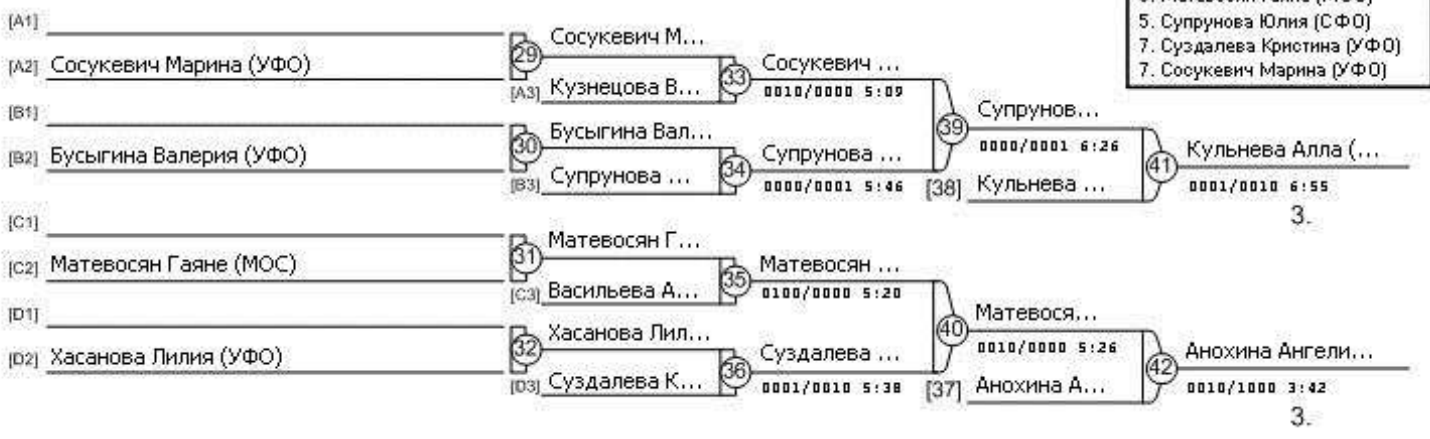 5. Супрунова Юлия (СФО)
7. Суздалева Кристина (УФО)
7. Сосукевич Марина (УФО)
[A1]
[A2] Сосукевич Марина (УФО)
29
Сосукевич М...
[A3] Кузнецова В...
33
Сосукевич ...
0010/0000 5:09
[B1]
[B2] Бусыгина Валерия (УФО)
30
Бусыгина Вал...
[B3] Супрунова ...
34
Супрунова ...
0000/0001 5:46
39
Супрунов...
0000/0001 6:26
[38] Кульнева ...
41
Кульнева Алла (...
0001/0010 6:55
3.
[C1]
[C2] Матевосян Гаяне (МОС)
31
Матевосян Г...
[C3] Васильева А...
35
Матевосян ...
0100/0000 5:20
[D1]
[D2] Хасанова Лилия (УФО)
32
Хасанова Лил...
[D3] Суздалева К...
36
Суздалева ...
0001/0010 5:38
40
Матевося...
0010/0000 5:26
[37] Анохина А...
42
Анохина Ангели...
0010/1000 3:42
3.